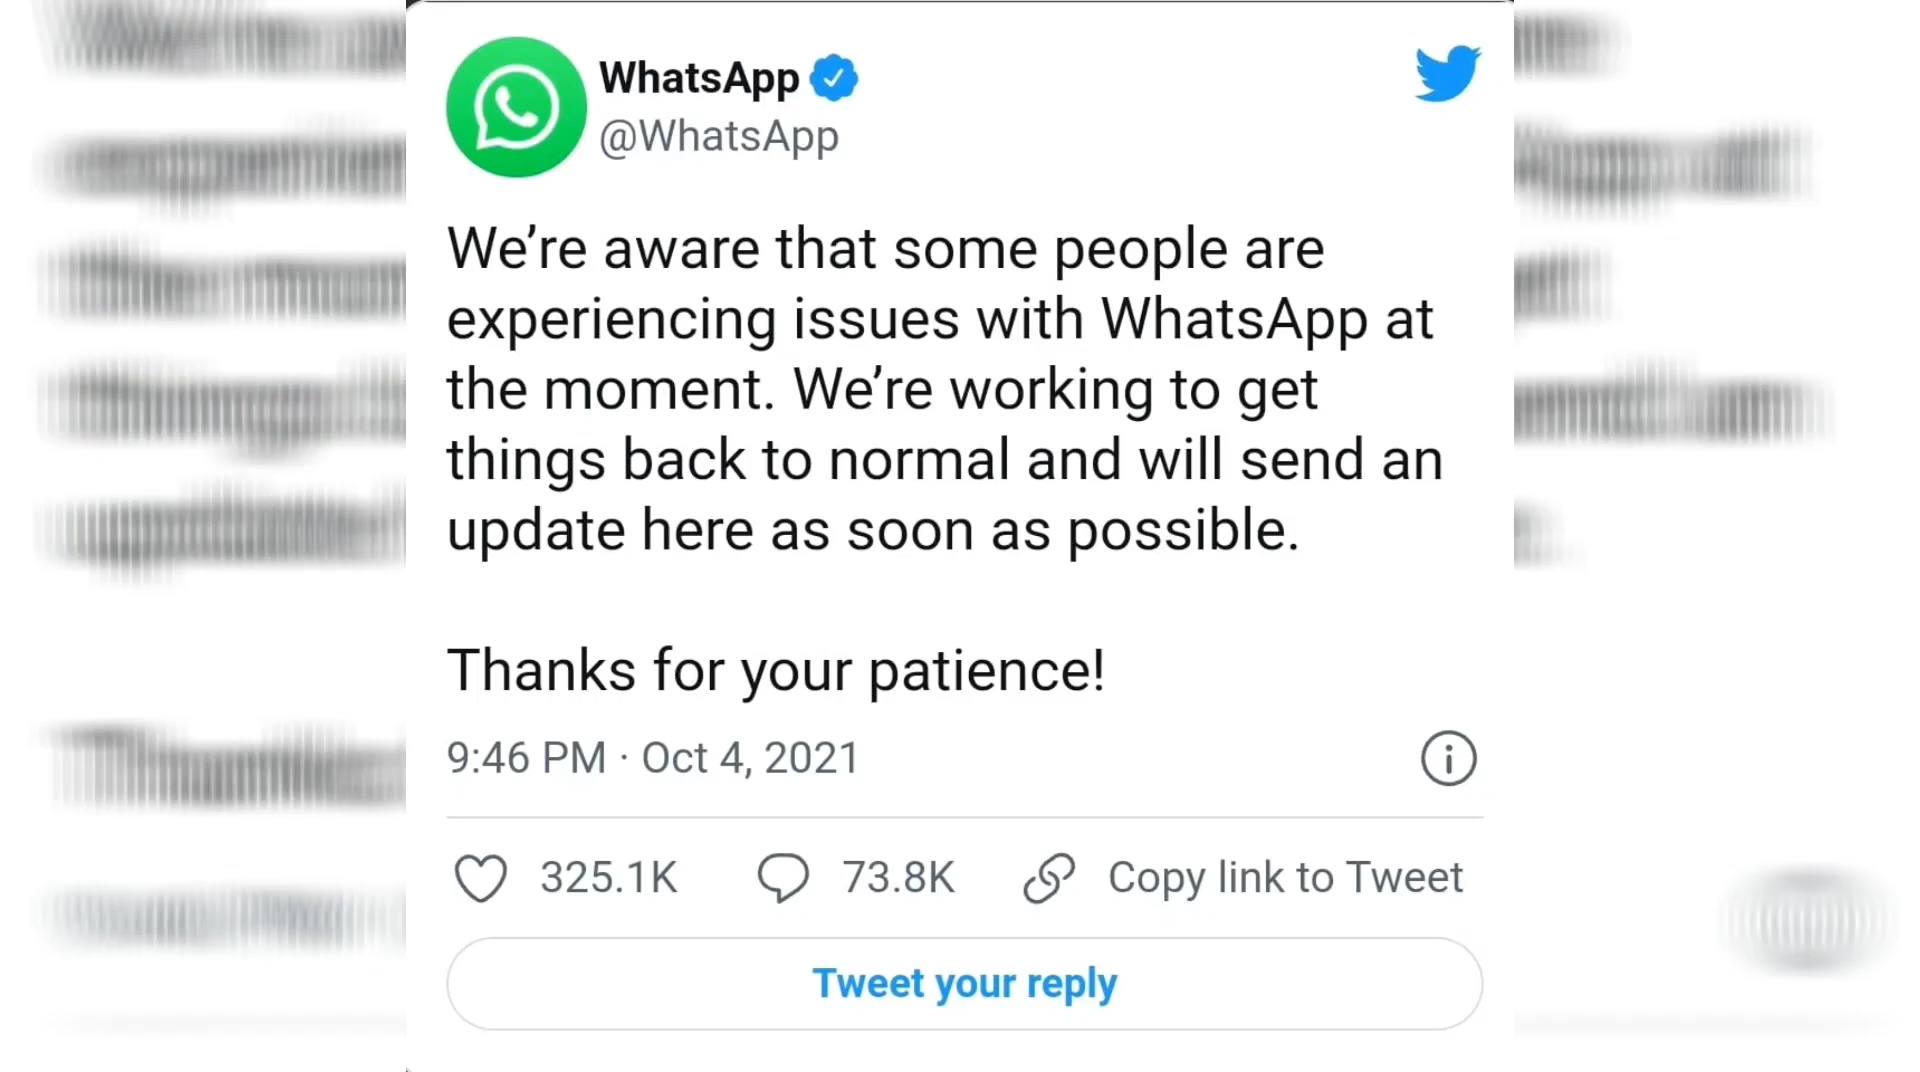 WhatsApp
@WhatsApp
We’re aware that some people are
experiencing issues with WhatsApp at
the moment. We’re working to get
things back to normal and will send an
update here as soon as possible.
Thanks for your patience!
9:46 PM · Oct 4, 2021
325.1K 73.8K Copy link to Tweet
Tweet your reply